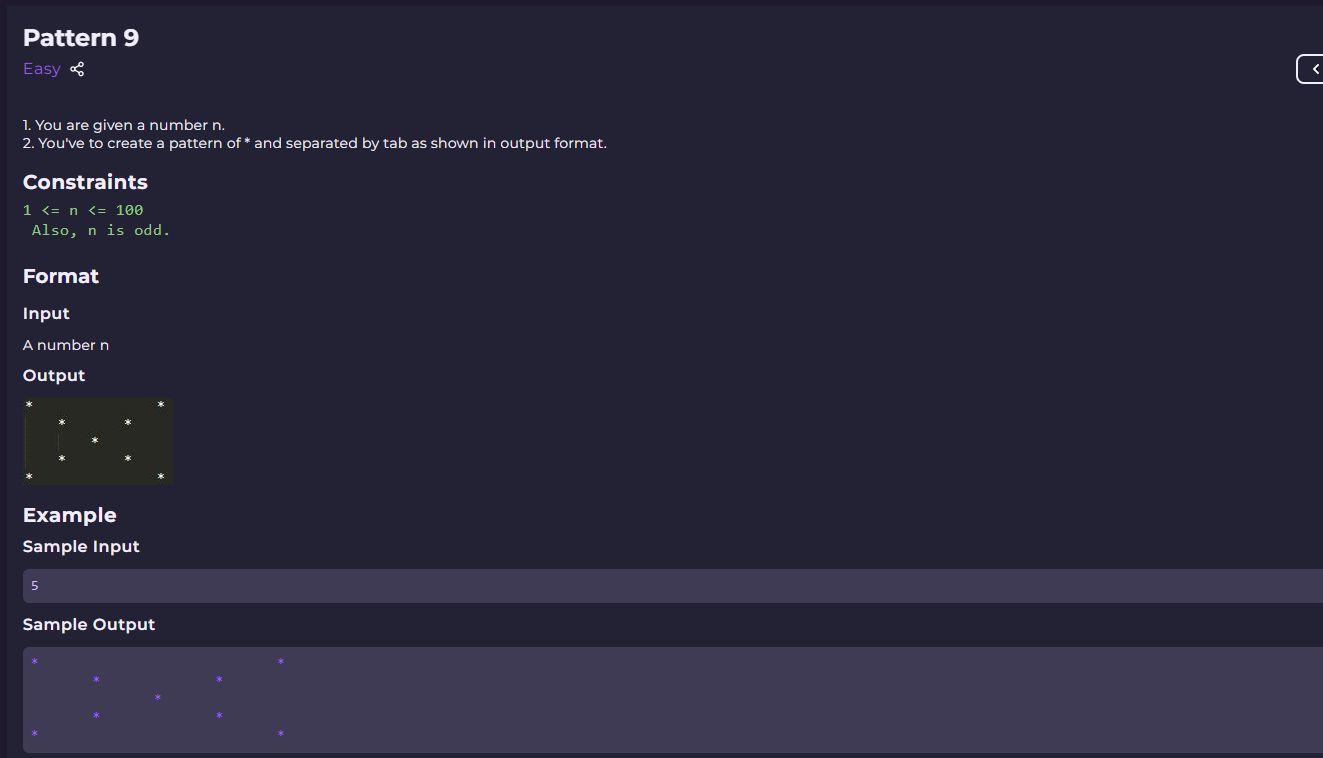 Pattern 9
Easy
1. You are given a number n.
2. You've to create a pattern of * and separated by tab as shown in output format.
Constraints
1 <= n <= 100
Also, n is odd.
Format
Input
A number n
Output
*				*
	*		*
		*
	*		*
*				*
Example
Sample Input
5
Sample Output
*				*
	*		*
		*
	*		*
*				*